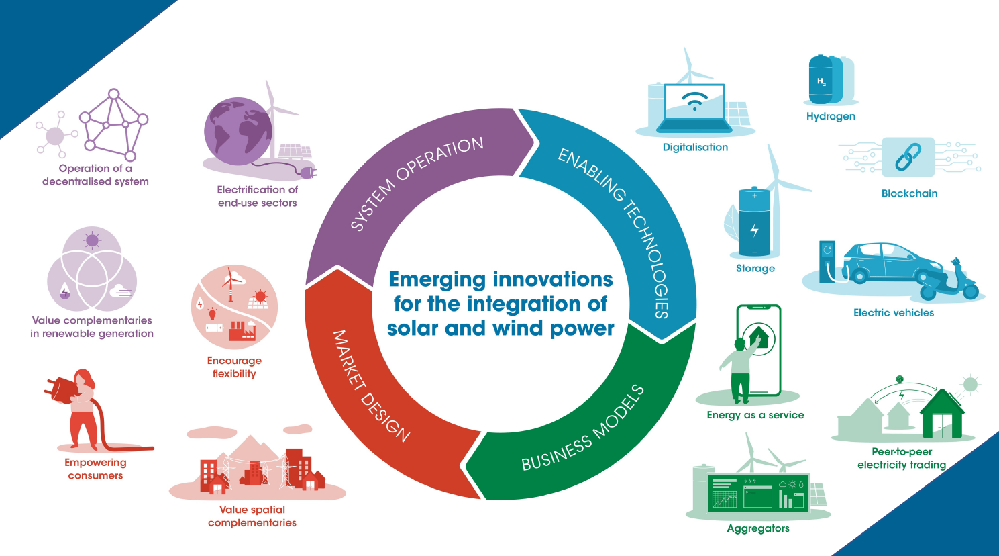 Emerging innovations
for the integration of
solar and wind power
SYSTEM OPERATION
ENABLING TECHNOLOGIES
BUSINESS MODELS
MARKET DESIGN
Operation of a
decentralised system
Electrification of
end-use sectors
Value complementaries
in renewable generation
Encourage
flexibility
Empowering
consumers
Value spatial
complementaries
Digitalisation
H₂
Hydrogen
Blockchain
+
-
Storage
Electric vehicles
Energy as a service
Peer-to-peer
electricity trading
Aggregators